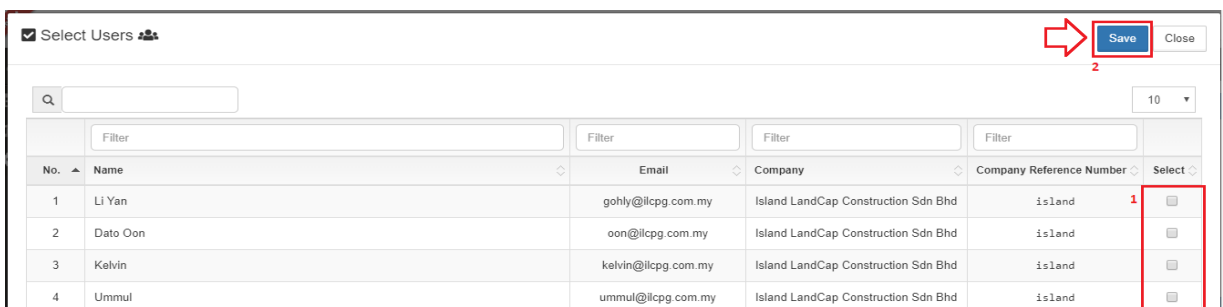 Select Users
Save Close
2
10
Filter Filter Filter Filter
No. Name Email Company Company Reference Number Select
1
1 Li Yan gohly@ilcpg.com.my Island LandCap Construction Sdn Bhd island
2 Dato Oon oon@ilcpg.com.my Island LandCap Construction Sdn Bhd island
3 Kelvin kelvin@ilcpg.com.my Island LandCap Construction Sdn Bhd island
4 Ummul ummul@ilcpg.com.my Island LandCap Construction Sdn Bhd island